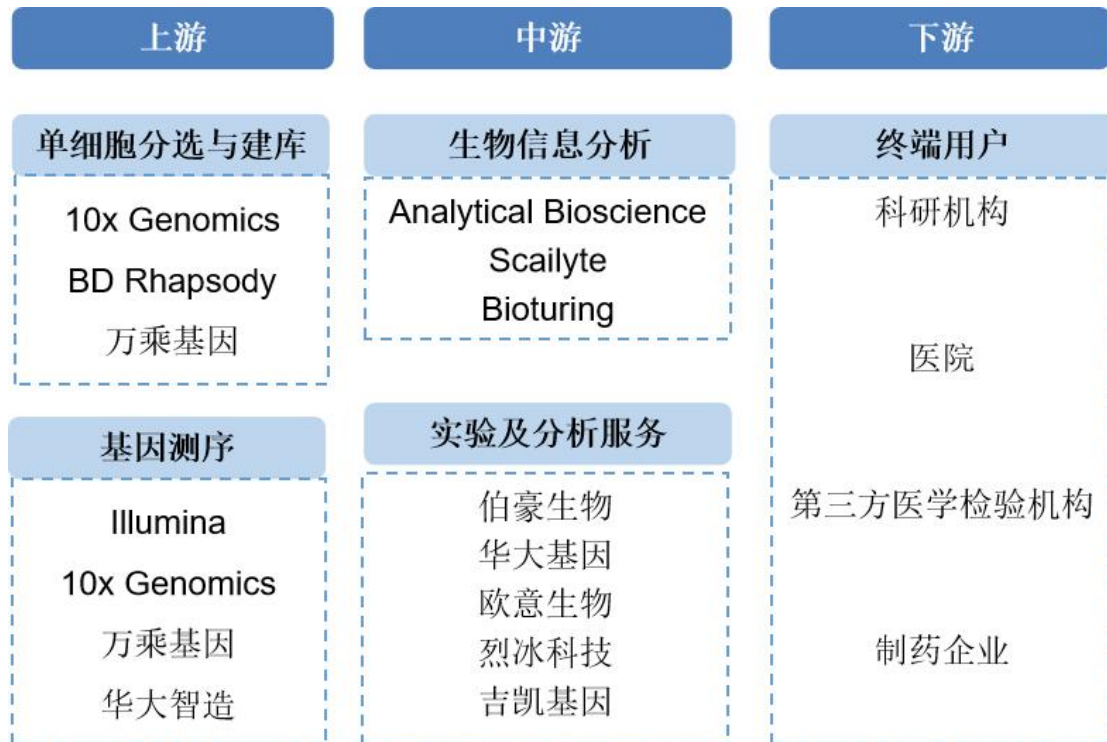 上游
单细胞分选与建库
10x Genomics
BD Rhapsody
万乘基因
基因测序
Illumina
10x Genomics
万乘基因
华大智造
中游
生物信息分析
Analytical Bioscience
Scailyte
Bioturing
实验及分析服务
伯豪生物
华大基因
欧意生物
烈冰科技
吉凯基因
下游
终端用户
科研机构
医院
第三方医学检验机构
制药企业